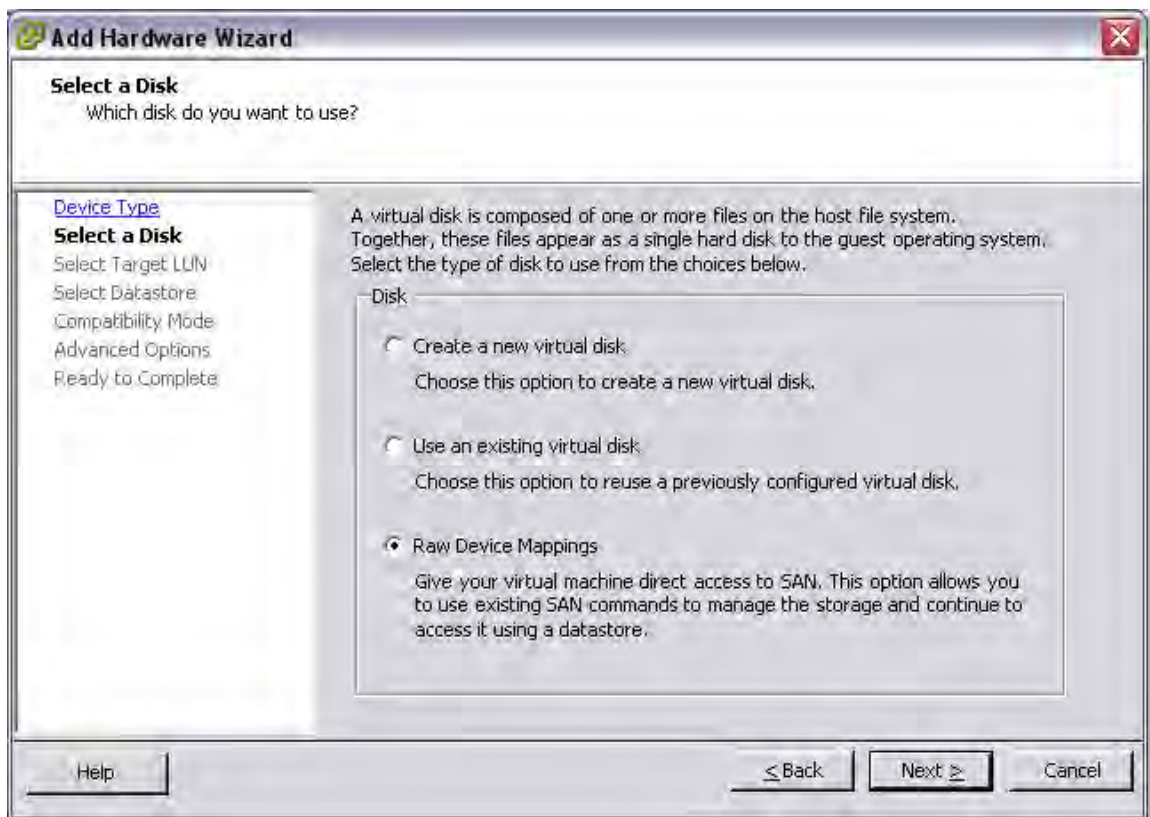 Add Hardware Wizard
Select a Disk
Which disk do you want to use?
Device Type
Select a Disk
Select Target LUN
Select Datastore
Compatibility Mode
Advanced Options
Ready to Complete
A virtual disk is composed of one or more files on the host file system.
Together, these files appear as a single hard disk to the guest operating system.
Select the type of disk to use from the choices below.
Disk
Create a new virtual disk
Choose this option to create a new virtual disk.
Use an existing virtual disk
Choose this option to reuse a previously configured virtual disk.
Raw Device Mappings
Give your virtual machine direct access to SAN. This option allows you
to use existing SAN commands to manage the storage and continue to
access it using a datastore.
Help
< Back
Next >
Cancel